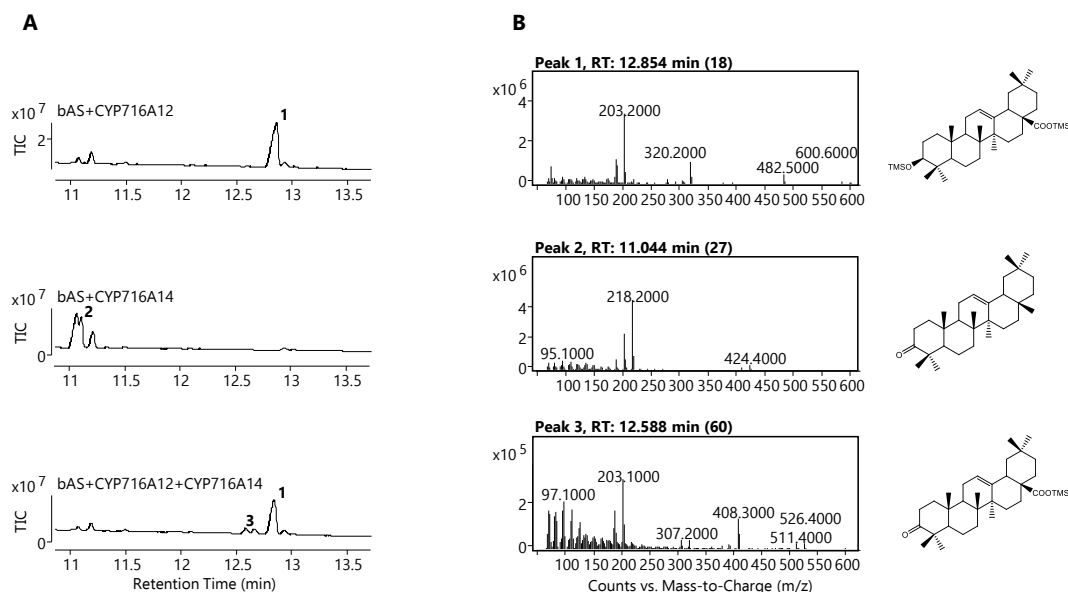 A
x10⁷
bAS+CYP716A12
1
TIC
2
11 11.5 12 12.5 13 13.5
x10⁷
bAS+CYP716A14
2
TIC
0
11 11.5 12 12.5 13 13.5
x10⁷
bAS+CYP716A12+CYP716A14
1
3
TIC
0
11 11.5 12 12.5 13 13.5
Retention Time (min)
B
Peak 1, RT: 12.854 min (18)
x10⁶
4
203.2000
2
320.2000
600.6000
482.5000
0
100 150 200 250 300 350 400 450 500 550 600
COOTMS
TMSO
Peak 2, RT: 11.044 min (27)
x10⁶
4
218.2000
2
95.1000
424.4000
0
100 150 200 250 300 350 400 450 500 550 600
O
Peak 3, RT: 12.588 min (60)
x10⁵
203.1000
2
97.1000
408.3000
526.4000
307.2000
511.4000
0
100 150 200 250 300 350 400 450 500 550 600
Counts vs. Mass-to-Charge (m/z)
COOTMS
O